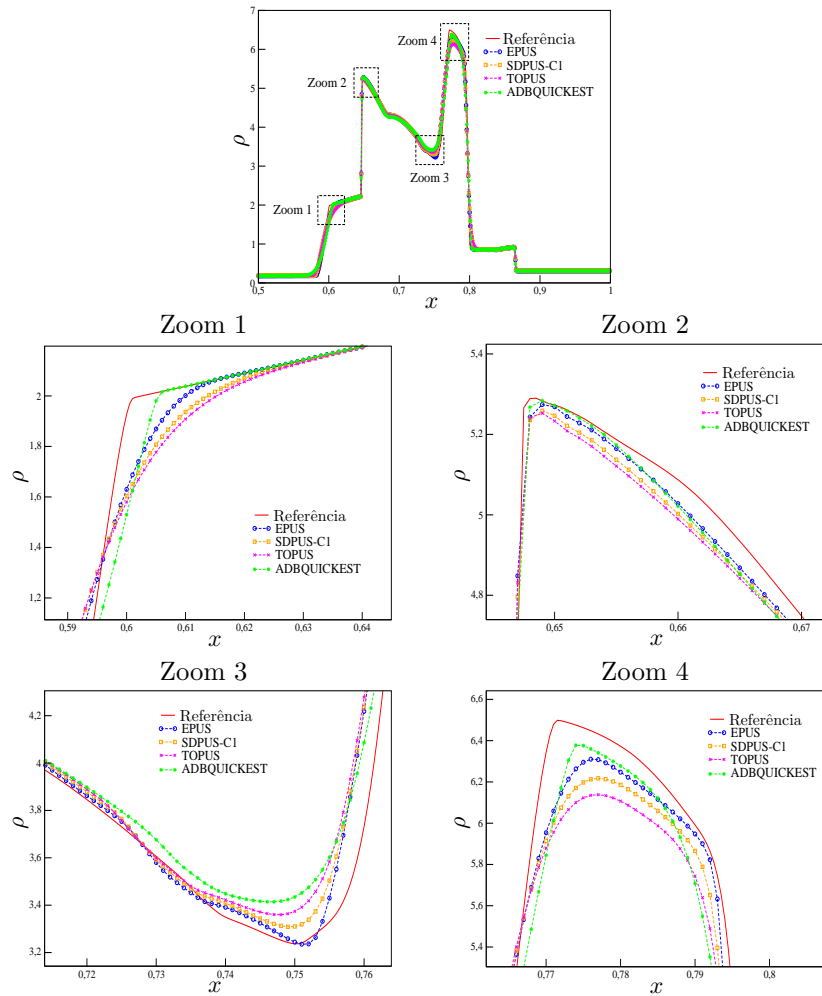 7
6
5
4
3
2
1
0
ρ
0,5
0,6
0,7
0,8
0,9
1
x
Zoom 1
Zoom 2
Zoom 3
Zoom 4
Referência
EPUS
SDPUS-C1
TOPUS
ADBQUICKEST
Zoom 1
2
1,8
1,6
1,4
1,2
ρ
0,59
0,6
0,61
0,62
0,63
0,64
x
Referência
EPUS
SDPUS-C1
TOPUS
ADBQUICKEST
Zoom 2
5,4
5,2
5
4,8
ρ
0,65
0,66
0,67
x
Referência
EPUS
SDPUS-C1
TOPUS
ADBQUICKEST
Zoom 3
4,2
4
3,8
3,6
3,4
3,2
ρ
0,72
0,73
0,74
0,75
0,76
x
Referência
EPUS
SDPUS-C1
TOPUS
ADBQUICKEST
Zoom 4
6,6
6,4
6,2
6
5,8
5,6
5,4
ρ
0,77
0,78
0,79
0,8
x
Referência
EPUS
SDPUS-C1
TOPUS
ADBQUICKEST